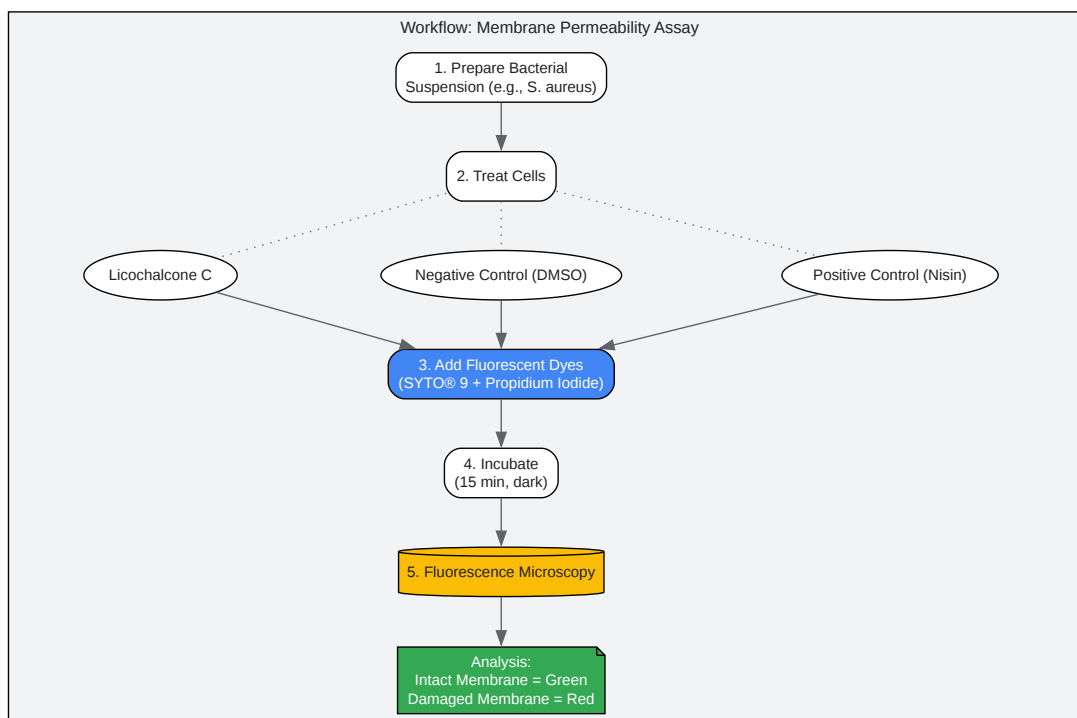 Workflow: Membrane Permeability Assay
1. Prepare Bacterial
Suspension (e.g., S. aureus)
2. Treat Cells
Licochalcone C
Negative Control (DMSO)
Positive Control (Nisin)
3. Add Fluorescent Dyes
(SYTO® 9 + Propidium Iodide)
4. Incubate
(15 min, dark)
5. Fluorescence Microscopy
Analysis:
Intact Membrane = Green
Damaged Membrane = Red